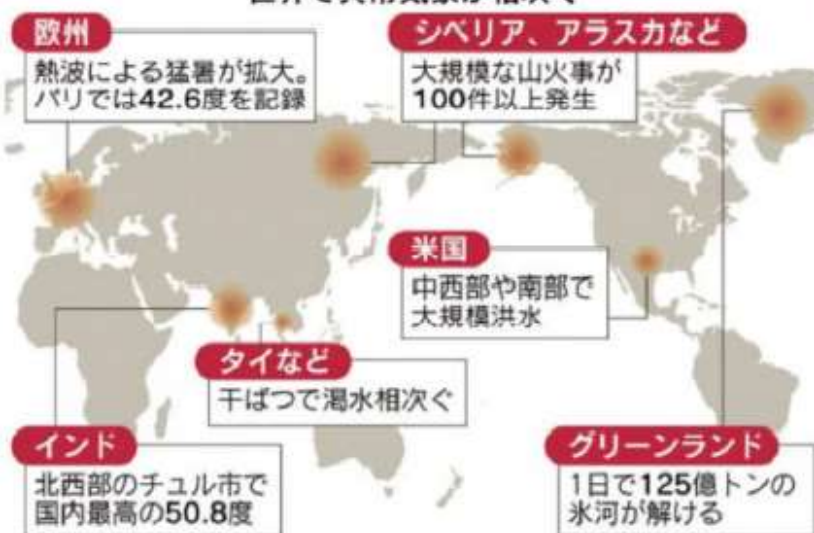 欧州
熱波による猛暑が拡大。
パリでは42.6度を記録
シベリア、アラスカなど
大規模な山火事が
100件以上発生
米国
中西部や南部で
大規模洪水
タイなど
干ばつで渇水相次ぐ
インド
北西部のチュル市で
国内最高の50.8度
グリーンランド
1日で125億トンの
氷河が解ける